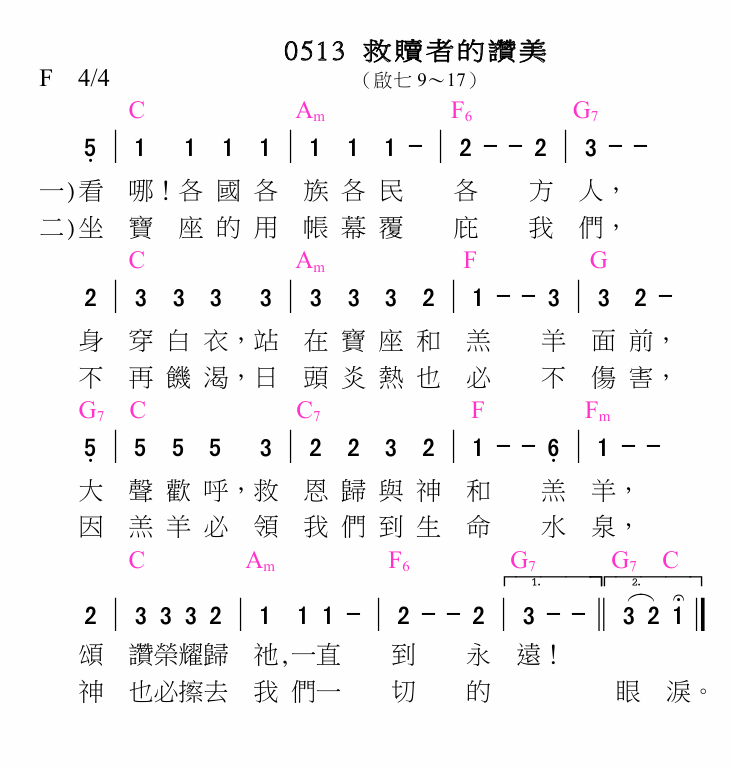 0513 救贖者的讚美
F 4/4 （啟七 9～17）
C Am F6 G7
5 | 1 1 1 1 | 1 1 1 - | 2 - - 2 | 3 - -
一)看 哪！各 國 各 族 各 民 各 方 人，
二)坐 寶 座 的 用 帳 幕 覆 庇 我 們，
C Am F G
2 | 3 3 3 3 | 3 3 3 2 | 1 - - 3 | 3 2 -
身 穿 白 衣，站 在 寶 座 和 羔 羊 面 前，
不 再 饑 渴，日 頭 炎 熱 也 必 不 傷 害，
G7 C C7 F Fm
5 | 5 5 5 3 | 2 2 3 2 | 1 - - 6 | 1 - -
大 聲 歡 呼，救 恩 歸 與 神 和 羔 羊，
因 羔 羊 必 領 我 們 到 生 命 水 泉，
C Am F6 G7 G7 C
1. 2.
2 | 3 3 3 2 | 1 1 1 - | 2 - - 2 | 3 - - || 3 2 1 ||
頌 讚榮耀歸 祂,一直 到 永 遠！
神 也必擦去 我 們一 切 的 眼 淚。